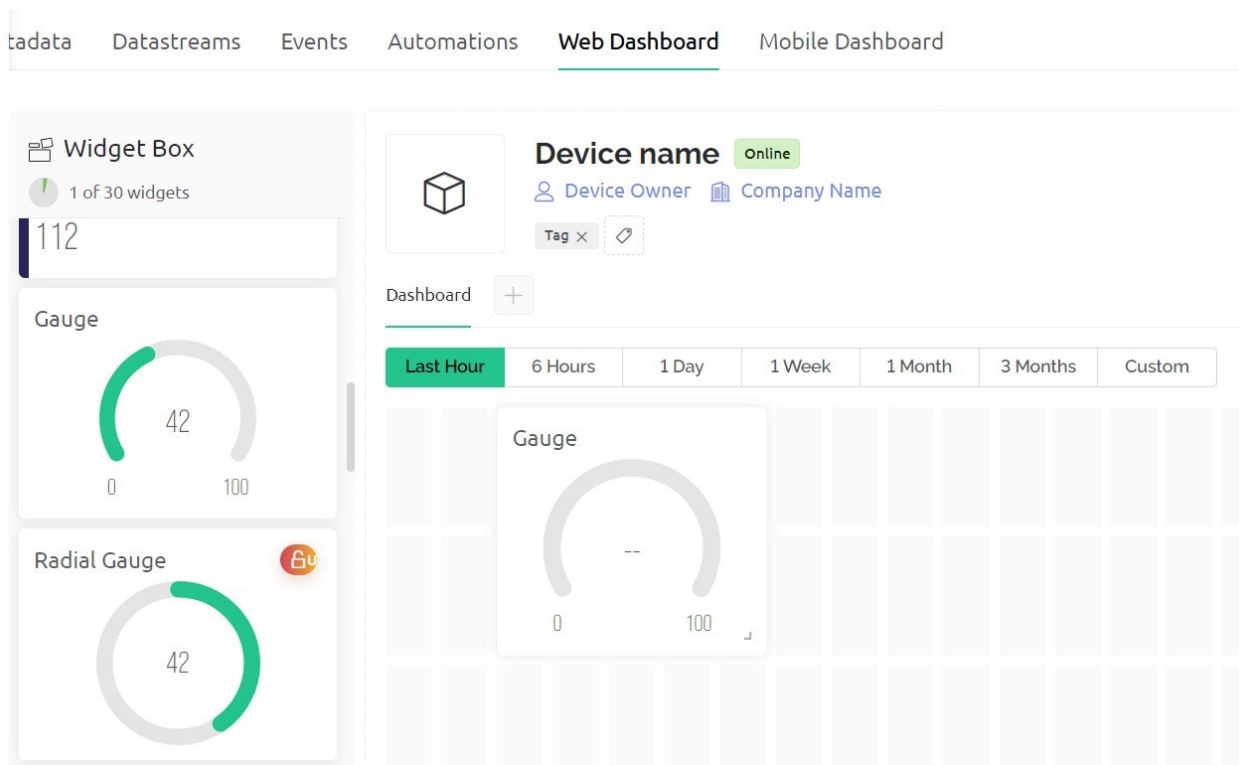 tadata Datastreams Events Automations Web Dashboard Mobile Dashboard
Widget Box
1 of 30 widgets
112
Gauge
42
0 100
Radial Gauge
42
Device name Online
Device Owner Company Name
Tag ×
Dashboard +
Last Hour 6 Hours 1 Day 1 Week 1 Month 3 Months Custom
Gauge
--
0 100